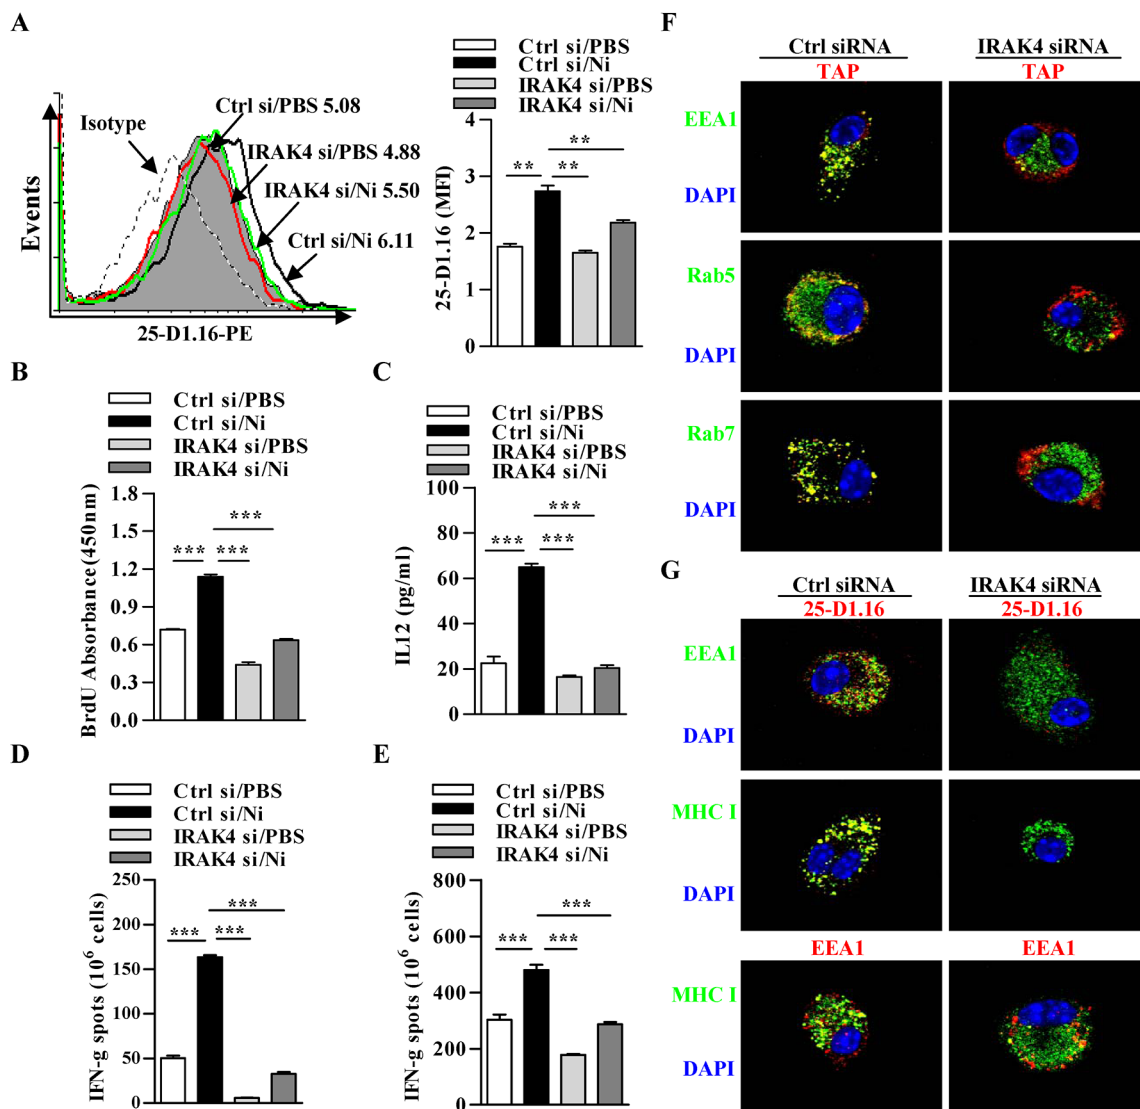 A
Ctrl si/PBS
Ctrl si/Ni
IRAK4 si/PBS
IRAK4 si/Ni
Isotype
Ctrl si/PBS 5.08
IRAK4 si/PBS 4.88
IRAK4 si/Ni 5.50
Ctrl si/Ni 6.11
Events
25-D1.16-PE
25-D1.16 (MFI)
4
3
2
1
0
**
**
**
B
Ctrl si/PBS
Ctrl si/Ni
IRAK4 si/PBS
IRAK4 si/Ni
BrdU Absorbance(450nm)
1.8
1.5
1.2
0.9
0.6
0.3
0.0
***
***
***
C
Ctrl si/PBS
Ctrl si/Ni
IRAK4 si/PBS
IRAK4 si/Ni
IL12 (pg/ml)
100
80
60
40
20
0
***
***
***
D
Ctrl si/PBS
Ctrl si/Ni
IRAK4 si/PBS
IRAK4 si/Ni
IFN-g spots (10⁶ cells)
250
200
150
100
50
0
***
***
***
E
Ctrl si/PBS
Ctrl si/Ni
IRAK4 si/PBS
IRAK4 si/Ni
IFN-g spots (10⁶ cells)
800
600
400
200
0
***
***
***
F
Ctrl siRNA IRAK4 siRNA
TAP TAP
EEA1
DAPI
Rab5
DAPI
Rab7
DAPI
G
Ctrl siRNA IRAK4 siRNA
25-D1.16 25-D1.16
EEA1
DAPI
MHC I
DAPI
EEA1 EEA1
MHC I
DAPI